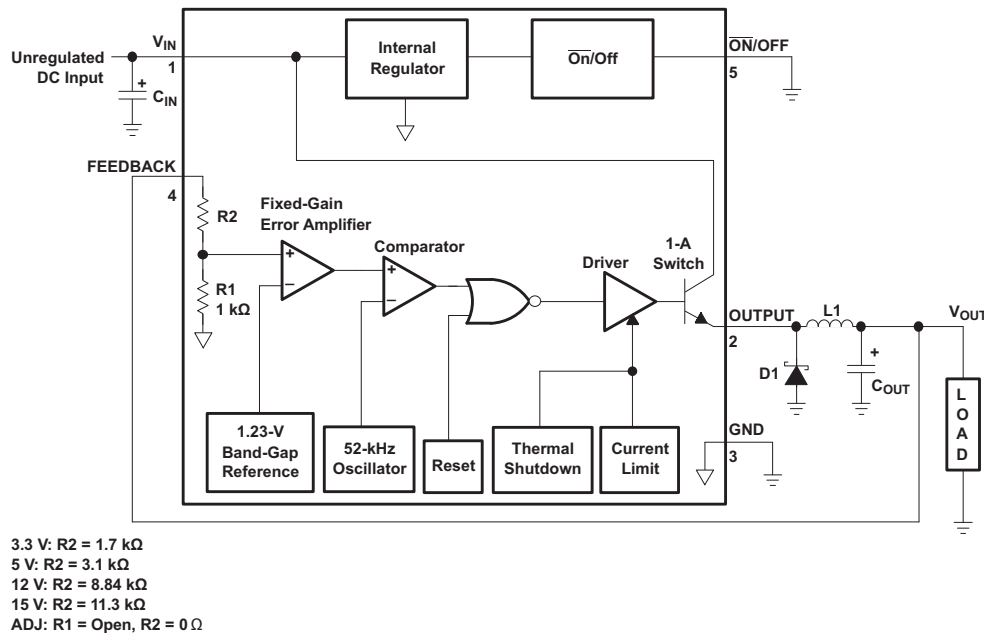 V_IN
1
Unregulated
DC Input
+
C_IN
Internal
Regulator
O̅n̅/Off
O̅N̅/OFF
5
FEEDBACK
4
R2
R1
1 kΩ
Fixed-Gain
Error Amplifier
+
−
Comparator
+
−
Driver
1-A
Switch
OUTPUT
2
L1
V_OUT
D1
+
C_OUT
L
O
A
D
GND
3
1.23-V
Band-Gap
Reference
52-kHz
Oscillator
Reset
Thermal
Shutdown
Current
Limit
3.3 V: R2 = 1.7 kΩ
5 V: R2 = 3.1 kΩ
12 V: R2 = 8.84 kΩ
15 V: R2 = 11.3 kΩ
ADJ: R1 = Open, R2 = 0 Ω